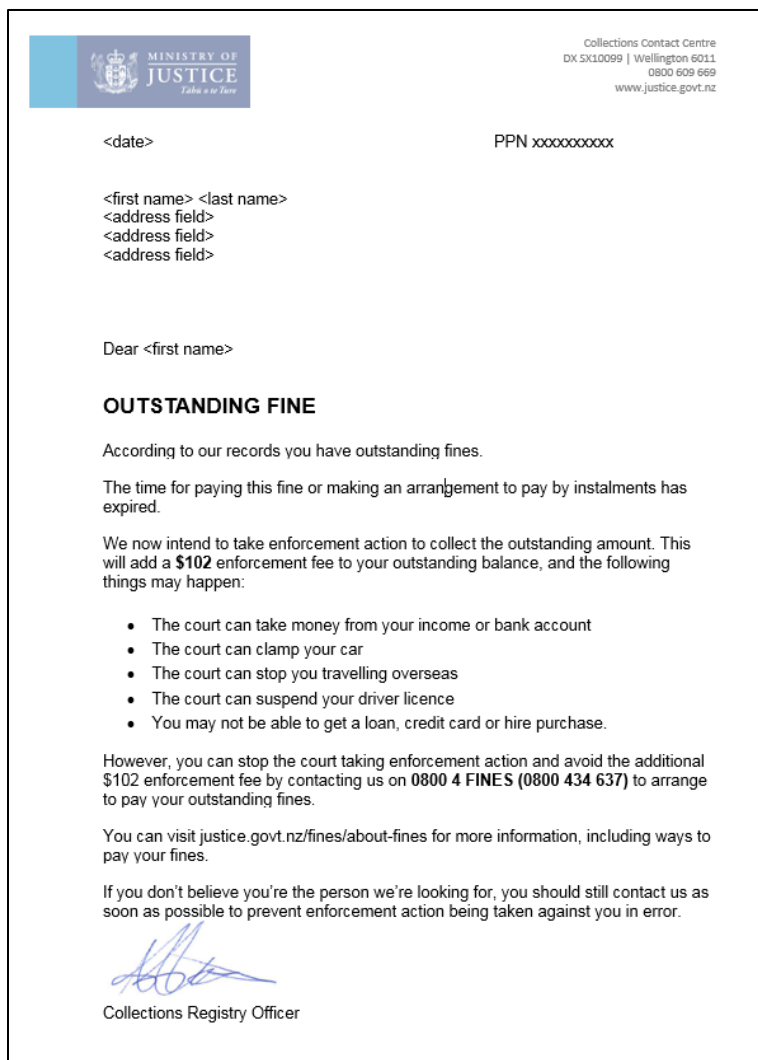 MINISTRY OF
JUSTICE
Tāhū o te Ture
Collections Contact Centre
DX SX10099 | Wellington 6011
0800 609 669
www.justice.govt.nz
<date>
PPN xxxxxxxxxx
<first name> <last name>
<address field>
<address field>
<address field>
Dear <first name>
OUTSTANDING FINE
According to our records you have outstanding fines.
The time for paying this fine or making an arrangement to pay by instalments has
expired.
We now intend to take enforcement action to collect the outstanding amount. This
will add a $102 enforcement fee to your outstanding balance, and the following
things may happen:
• The court can take money from your income or bank account
• The court can clamp your car
• The court can stop you travelling overseas
• The court can suspend your driver licence
• You may not be able to get a loan, credit card or hire purchase.
However, you can stop the court taking enforcement action and avoid the additional
$102 enforcement fee by contacting us on 0800 4 FINES (0800 434 637) to arrange
to pay your outstanding fines.
You can visit justice.govt.nz/fines/about-fines for more information, including ways to
pay your fines.
If you don't believe you're the person we're looking for, you should still contact us as
soon as possible to prevent enforcement action being taken against you in error.
Collections Registry Officer